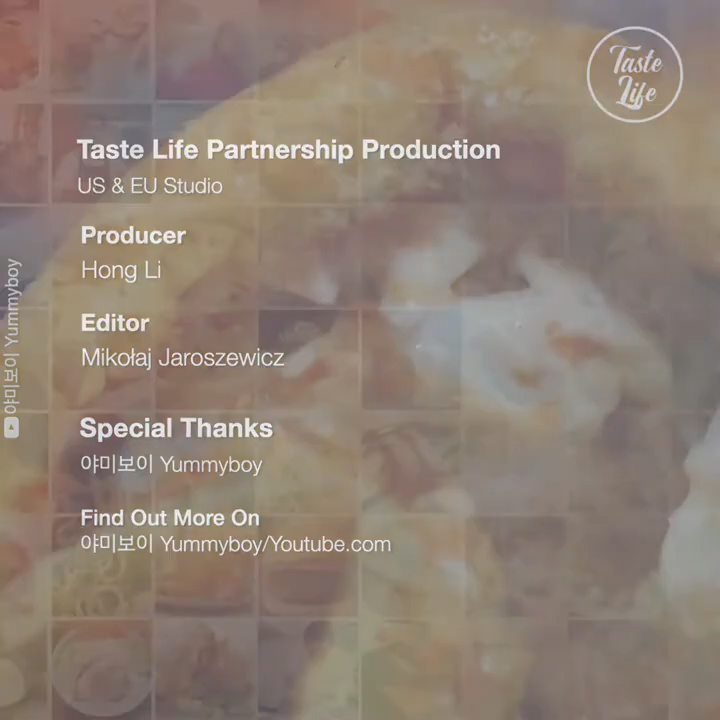 Taste
Life
Taste Life Partnership Production
US & EU Studio
Producer
Hong Li
Editor
Mikołaj Jaroszewicz
Special Thanks
야미보이 Yummyboy
Find Out More On
야미보이 Yummyboy/Youtube.com
야미보이 Yummyboy